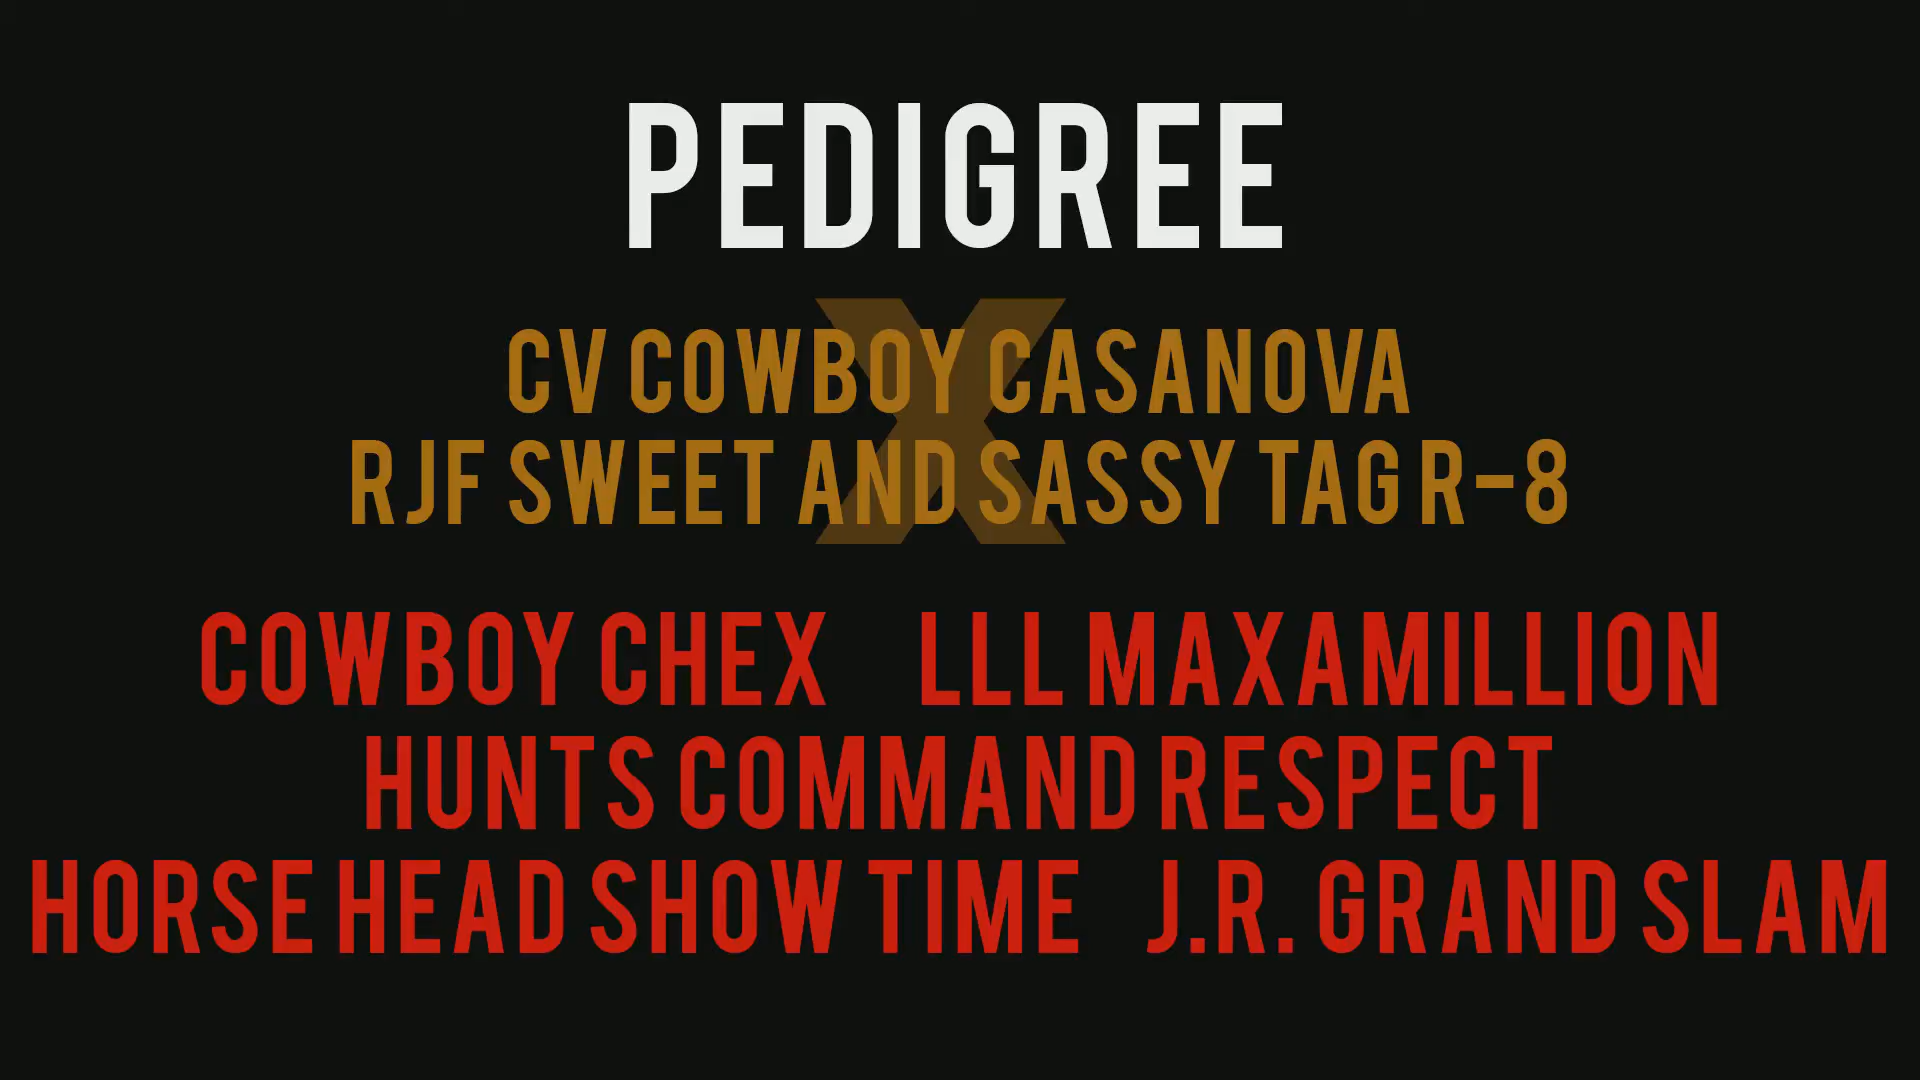 PEDIGREE
X
CV COWBOY CASANOVA
RJF SWEET AND SASSY TAG R-8
COWBOY CHEX LLL MAXAMILLION
HUNTS COMMAND RESPECT
HORSE HEAD SHOW TIME J.R. GRAND SLAM